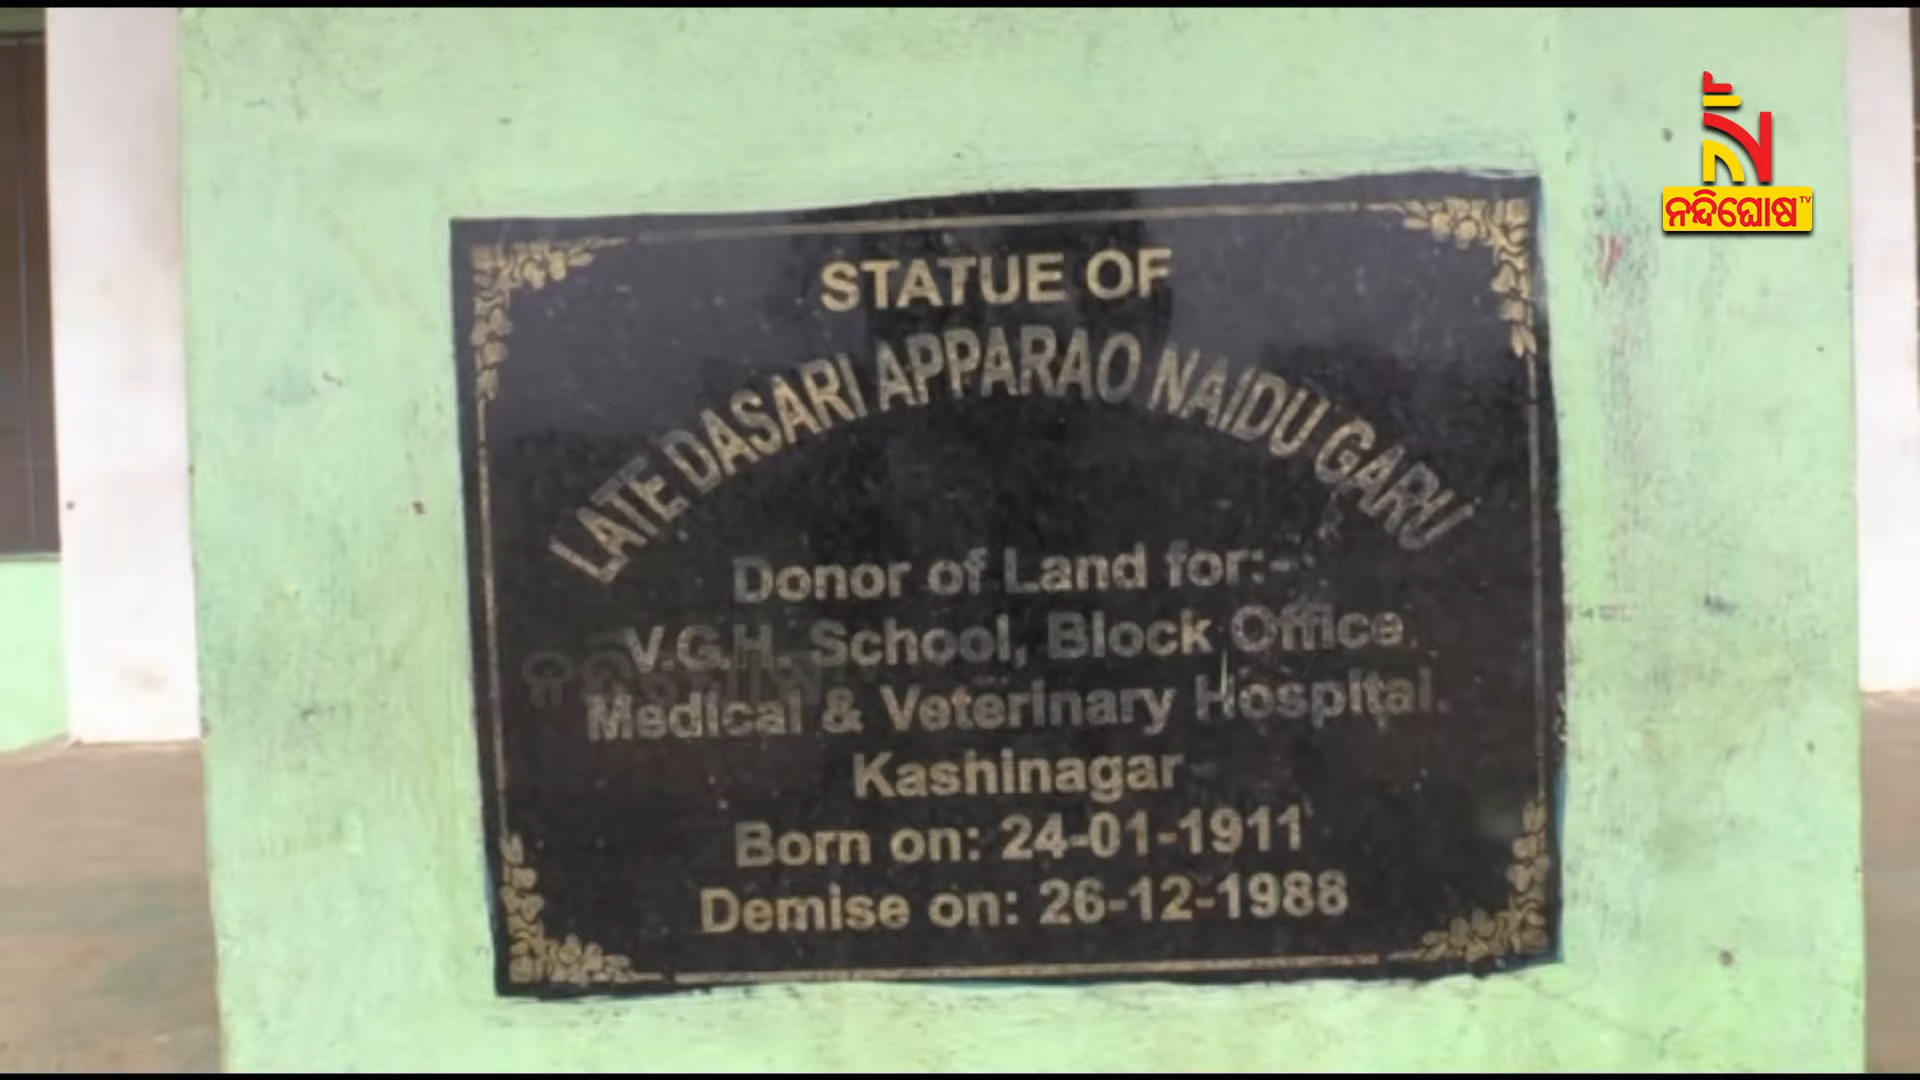 ନନ୍ଦିଘୋଷ TV
STATUE OF
LATE DASARI APPARAO NAIDU GARU
Donor of Land for:-
V.G.H. School, Block Office
Medical & Veterinary Hospital.
Kashinagar
Born on: 24-01-1911
Demise on: 26-12-1988